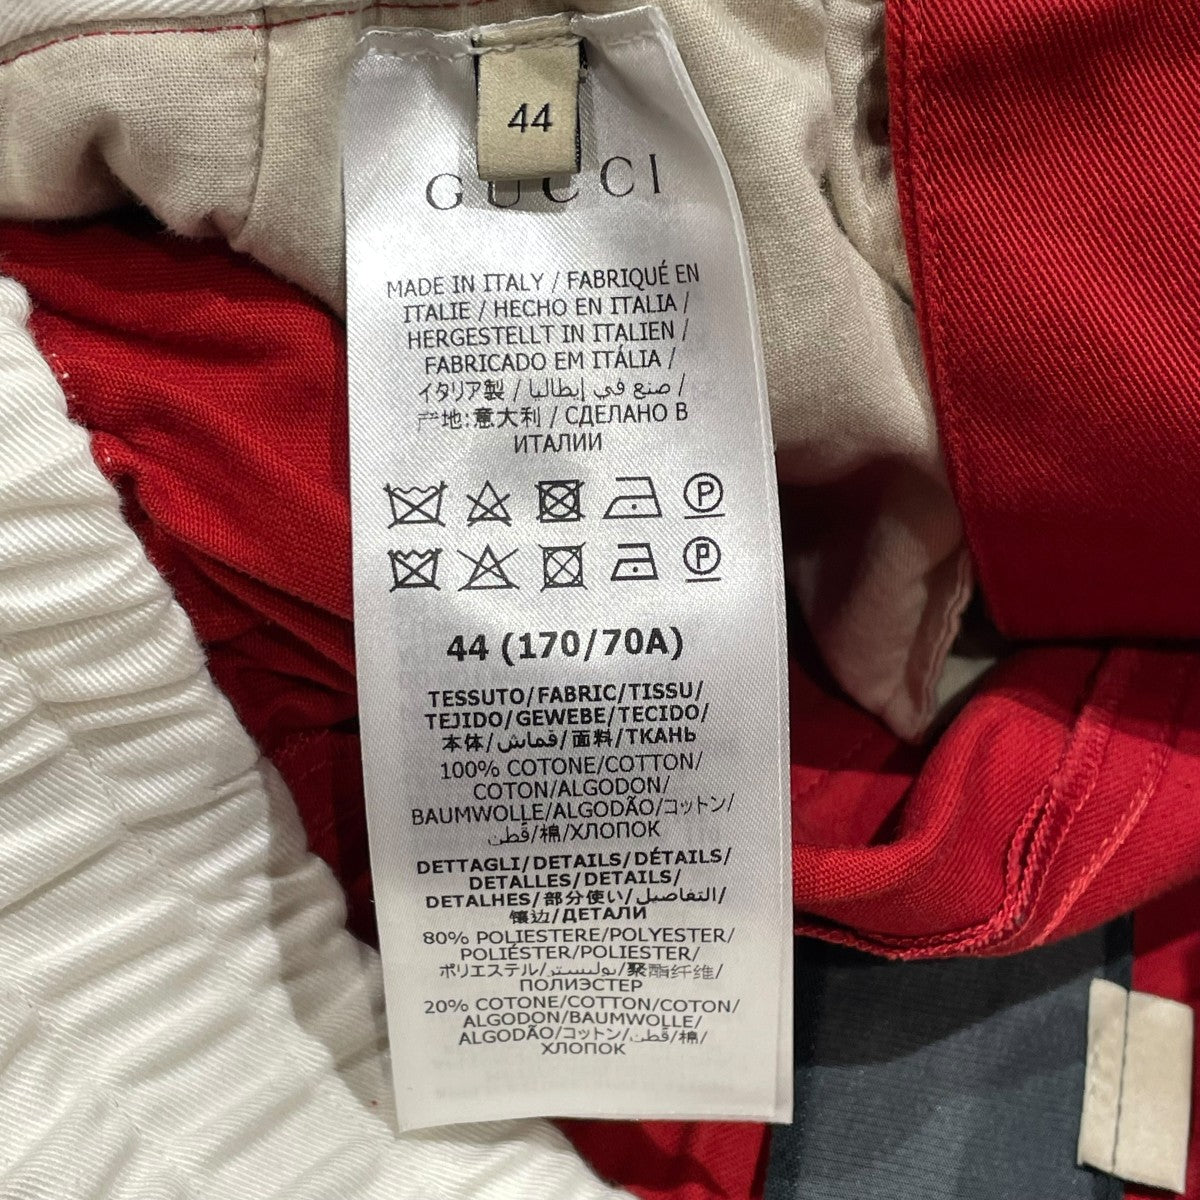 44
GUCCI
MADE IN ITALY / FABRIQUÉ EN
ITALIE / HECHO EN ITALIA /
HERGESTELLT IN ITALIEN /
FABRICADO EM ITÁLIA /
イタリア製 / صنع في إيطاليا /
产地:意大利 / СДЕЛАНО В
ИТАЛИИ
P
P
44 (170/70A)
TESSUTO/FABRIC/TISSU/
TEJIDO/GEWEBE/TECIDO/
本体/قماش/面料/ТКАНЬ
100% COTONE/COTTON/
COTON/ALGODON/
BAUMWOLLE/ALGODÃO/コットン/
قطن/棉/ХЛОПОК
DETTAGLI/DETAILS/DÉTAILS/
DETALLES/DETAILS/
DETALHES/部分使い/التفاصيل/
镶边/ДЕТАЛИ
80% POLIESTERE/POLYESTER/
POLIÉSTER/POLIESTER/
ポリエステル/بوليستر/聚酯纤维/
ПОЛИЭСТЕР
20% COTONE/COTTON/COTON/
ALGODON/BAUMWOLLE/
ALGODÃO/コットン/قطن/棉/
ХЛОПОК